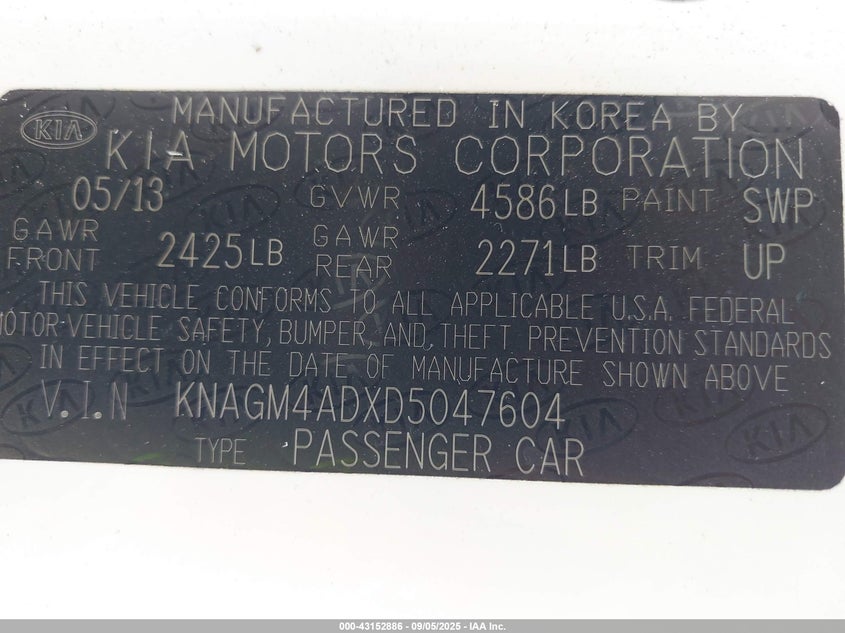 MANUFACTURED IN KOREA BY
KIA KIA MOTORS CORPORATION
05/13 GVWR 4586LB PAINT SWP
GAWR FRONT 2425LB GAWR REAR 2271LB TRIM UP
THIS VEHICLE CONFORMS TO ALL APPLICABLE U.S.A. FEDERAL
MOTOR-VEHICLE SAFETY, BUMPER, AND, THEFT PREVENTION STANDARDS
IN EFFECT ON THE DATE OF MANUFACTURE SHOWN ABOVE
V.I.N KNAGM4ADXD5047604
TYPE PASSENGER CAR
000-43152886 - 09/05/2025 - IAA Inc.